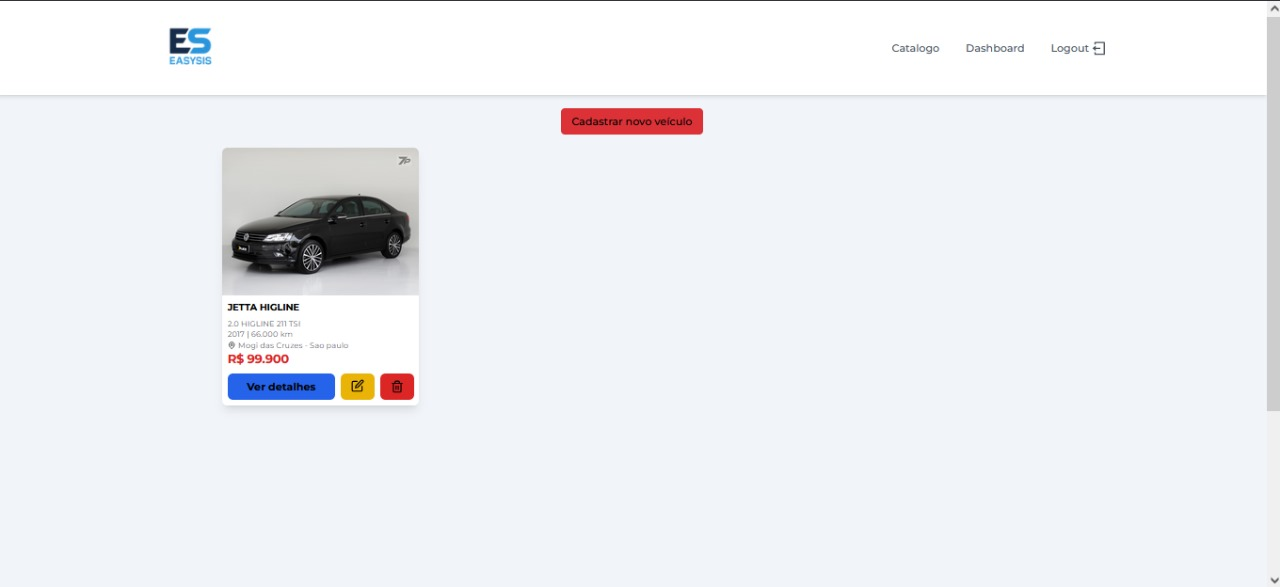 ES
EASYSIS
Catalogo Dashboard Logout
Cadastrar novo veículo
JETTA HIGLINE
2.0 HIGLINE 211 TSI
2017 | 66.000 km
Mogi das Cruzes - Sao paulo
R$ 99.900
Ver detalhes